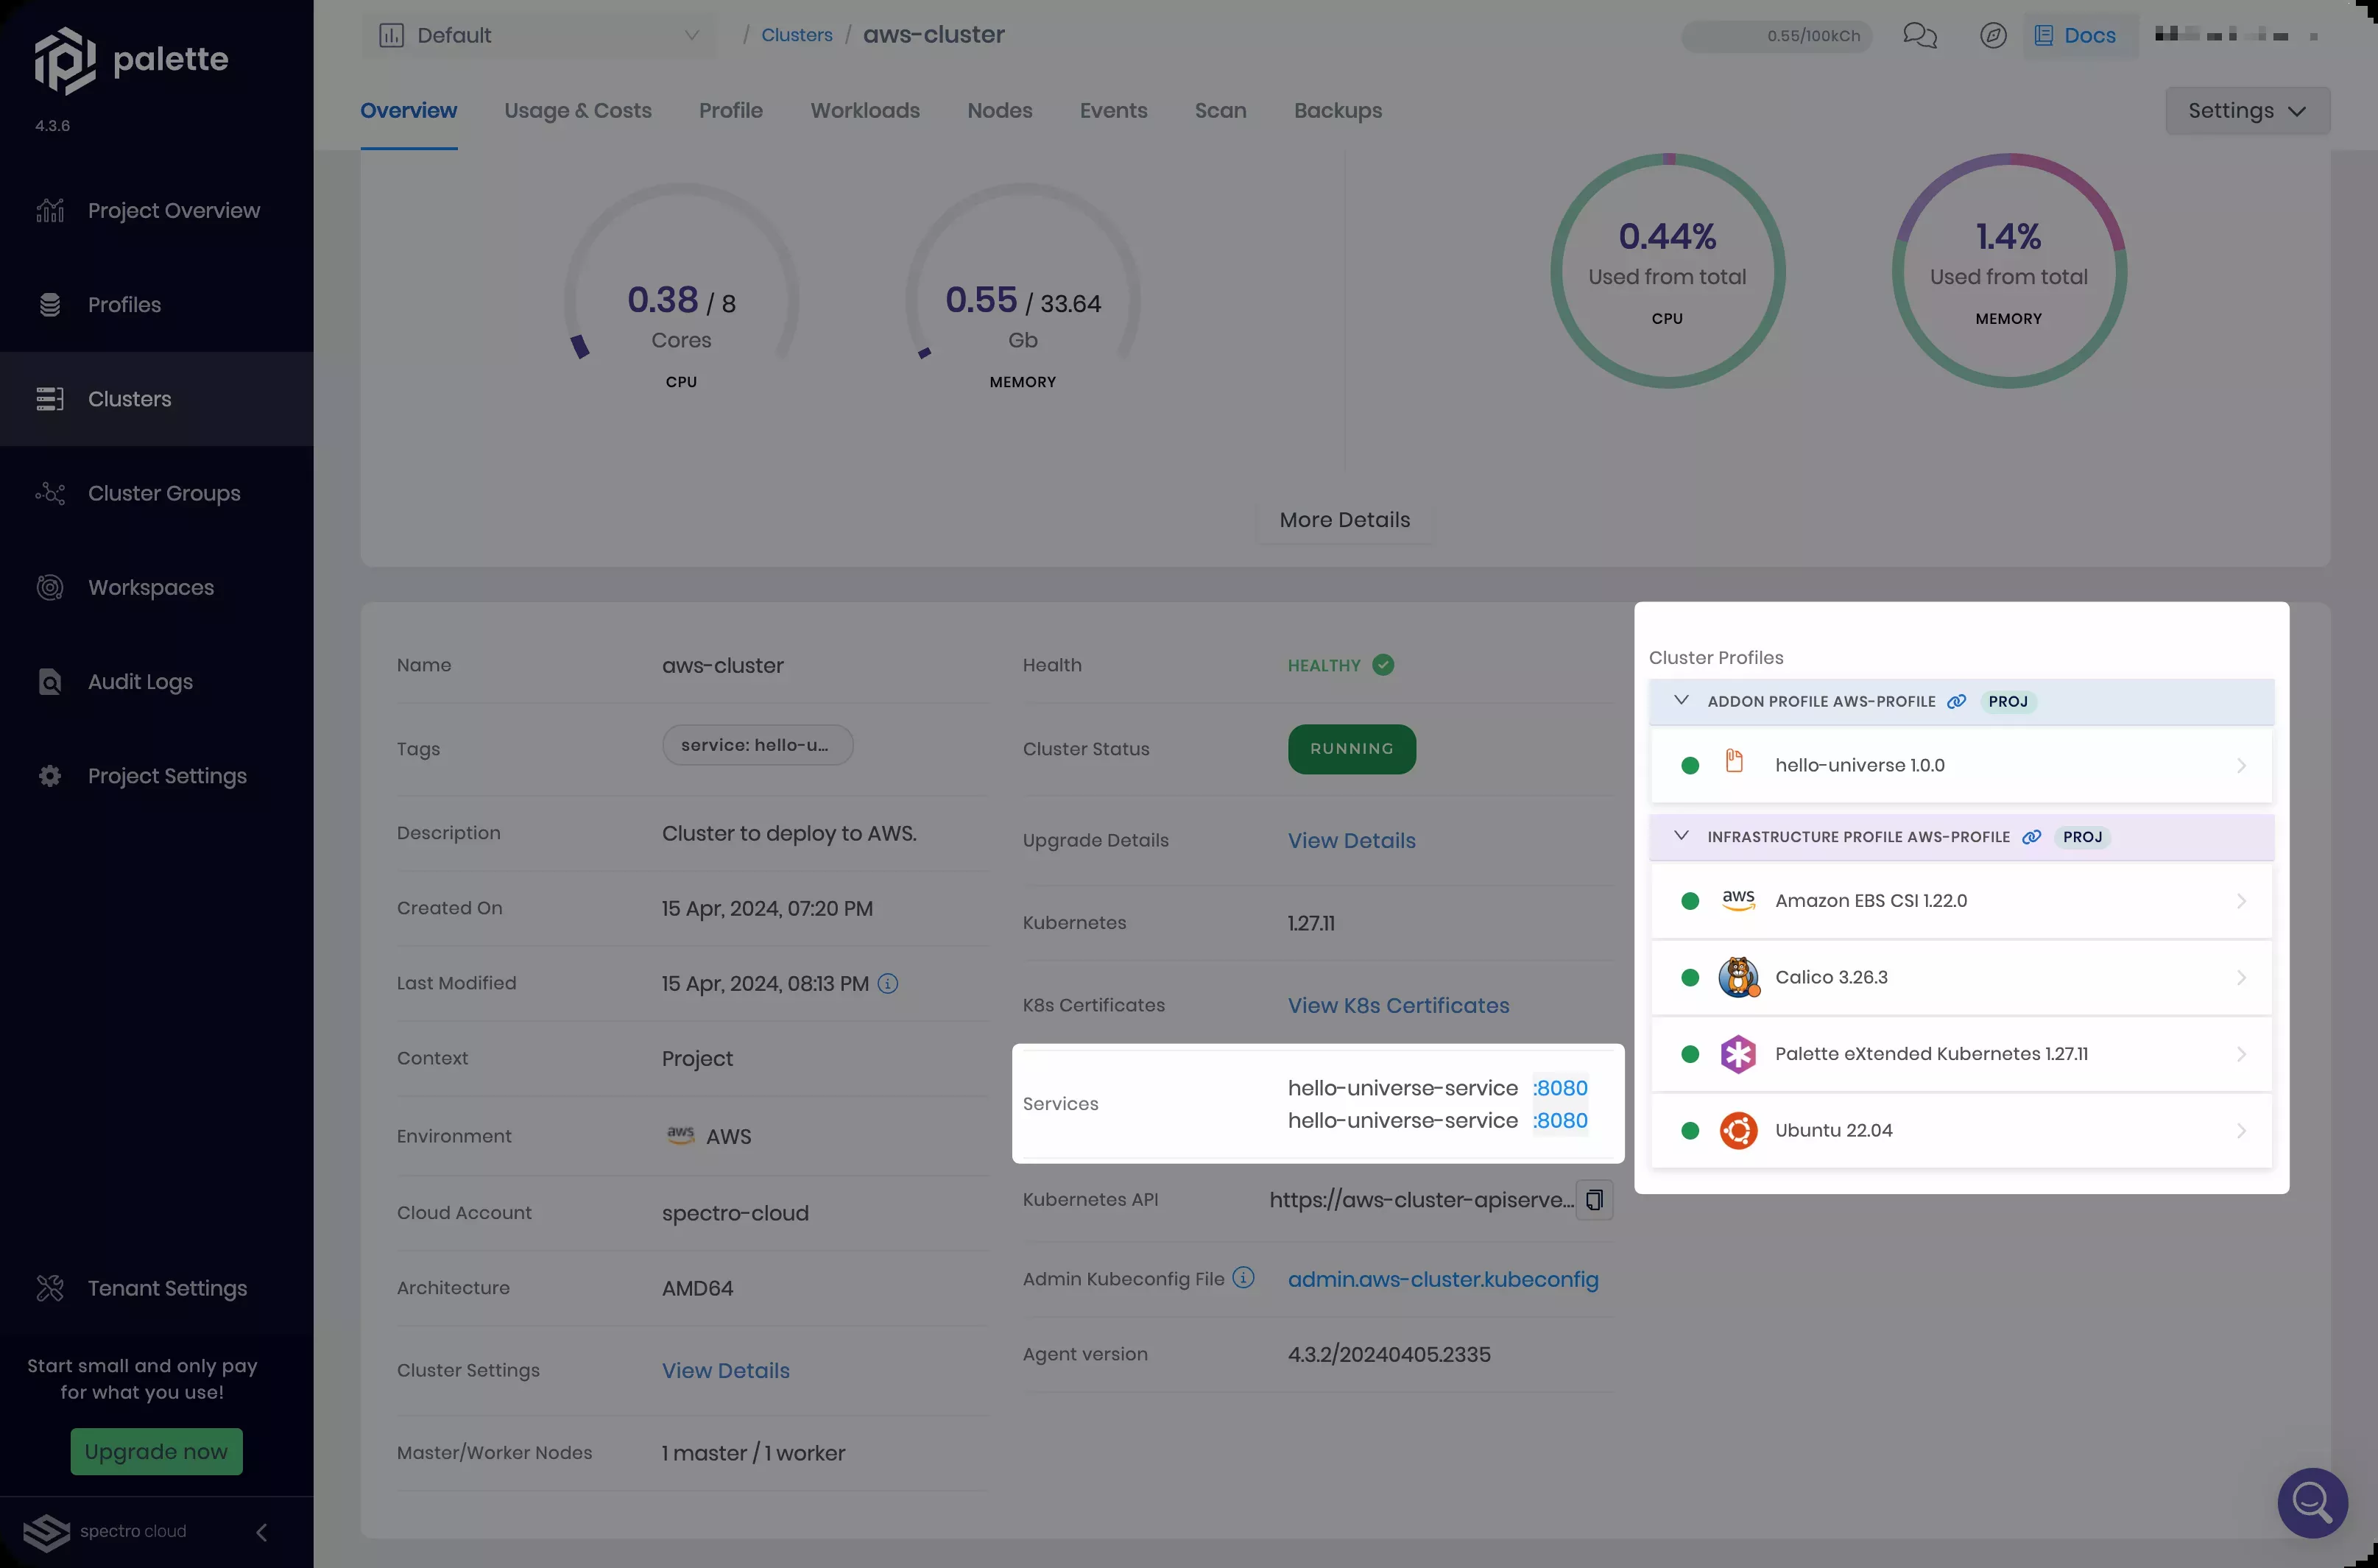 palette
4.3.6
Project Overview
Profiles
Clusters
Cluster Groups
Workspaces
Audit Logs
Project Settings
Tenant Settings
Start small and only pay
for what you use!
Upgrade now
spectro cloud
Default
/ Clusters / aws-cluster
0.55/100kCh
Docs
Overview
Usage & Costs
Profile
Workloads
Nodes
Events
Scan
Backups
Settings
0.38 / 8
Cores
CPU
0.55 / 33.64
Gb
MEMORY
0.44%
Used from total
CPU
1.4%
Used from total
MEMORY
More Details
Name aws-cluster
Tags service: hello-u...
Description Cluster to deploy to AWS.
Created On 15 Apr, 2024, 07:20 PM
Last Modified 15 Apr, 2024, 08:13 PM
Context Project
Environment aws AWS
Cloud Account spectro-cloud
Architecture AMD64
Cluster Settings View Details
Master/Worker Nodes 1 master / 1 worker
Health HEALTHY
Cluster Status RUNNING
Upgrade Details View Details
Kubernetes 1.27.11
K8s Certificates View K8s Certificates
Services
hello-universe-service :8080
hello-universe-service :8080
Kubernetes API https://aws-cluster-apiserve...
Admin Kubeconfig File admin.aws-cluster.kubeconfig
Agent version 4.3.2/20240405.2335
Cluster Profiles
ADDON PROFILE AWS-PROFILE PROJ
hello-universe 1.0.0
INFRASTRUCTURE PROFILE AWS-PROFILE PROJ
aws Amazon EBS CSI 1.22.0
Calico 3.26.3
Palette eXtended Kubernetes 1.27.11
Ubuntu 22.04